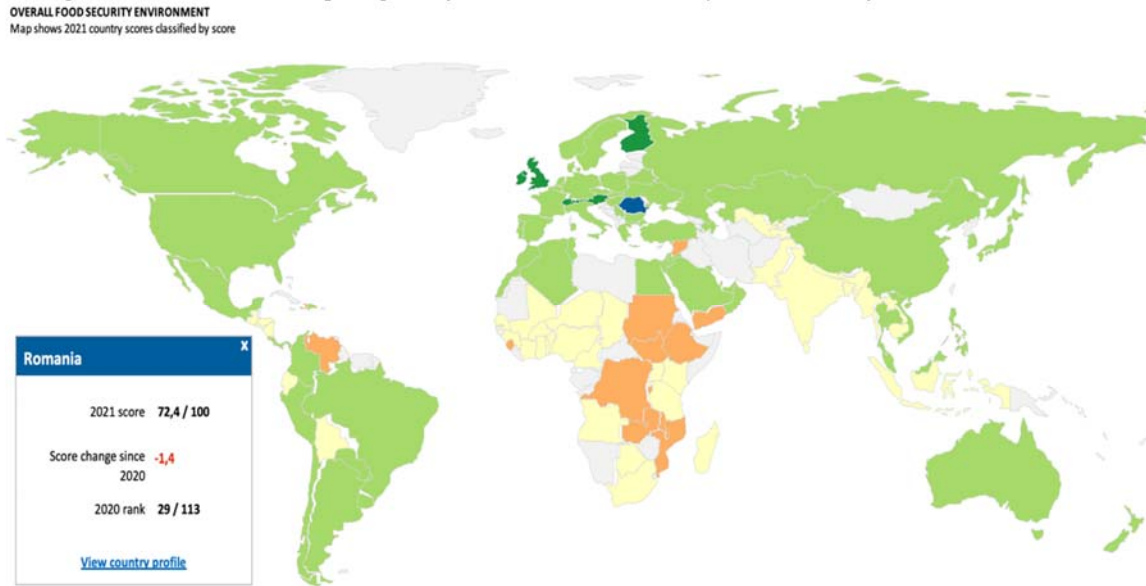 OVERALL FOOD SECURITY ENVIRONMENT
Map shows 2021 country scores classified by score
Romania X
2021 score 72,4 / 100
Score change since -1,4
2020
2020 rank 29 / 113
View country profile